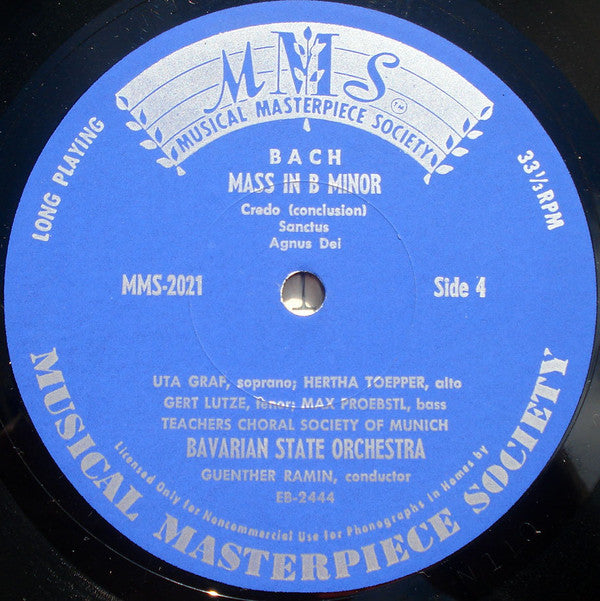 MMS
TM
MUSICAL MASTERPIECE SOCIETY
LONG PLAYING
33 1/3 RPM
BACH
MASS IN B MINOR
Credo (conclusion)
Sanctus
Agnus Dei
MMS-2021
Side 4
UTA GRAF, soprano; HERTHA TOEPPER, alto
GERT LUTZE, Tenor; MAX PROEBSTL, bass
TEACHERS CHORAL SOCIETY OF MUNICH
BAVARIAN STATE ORCHESTRA
GUENTHER RAMIN, conductor
EB-2444
Licensed Only for Noncommercial Use for Phonographs in Homes by
MUSICAL MASTERPIECE SOCIETY